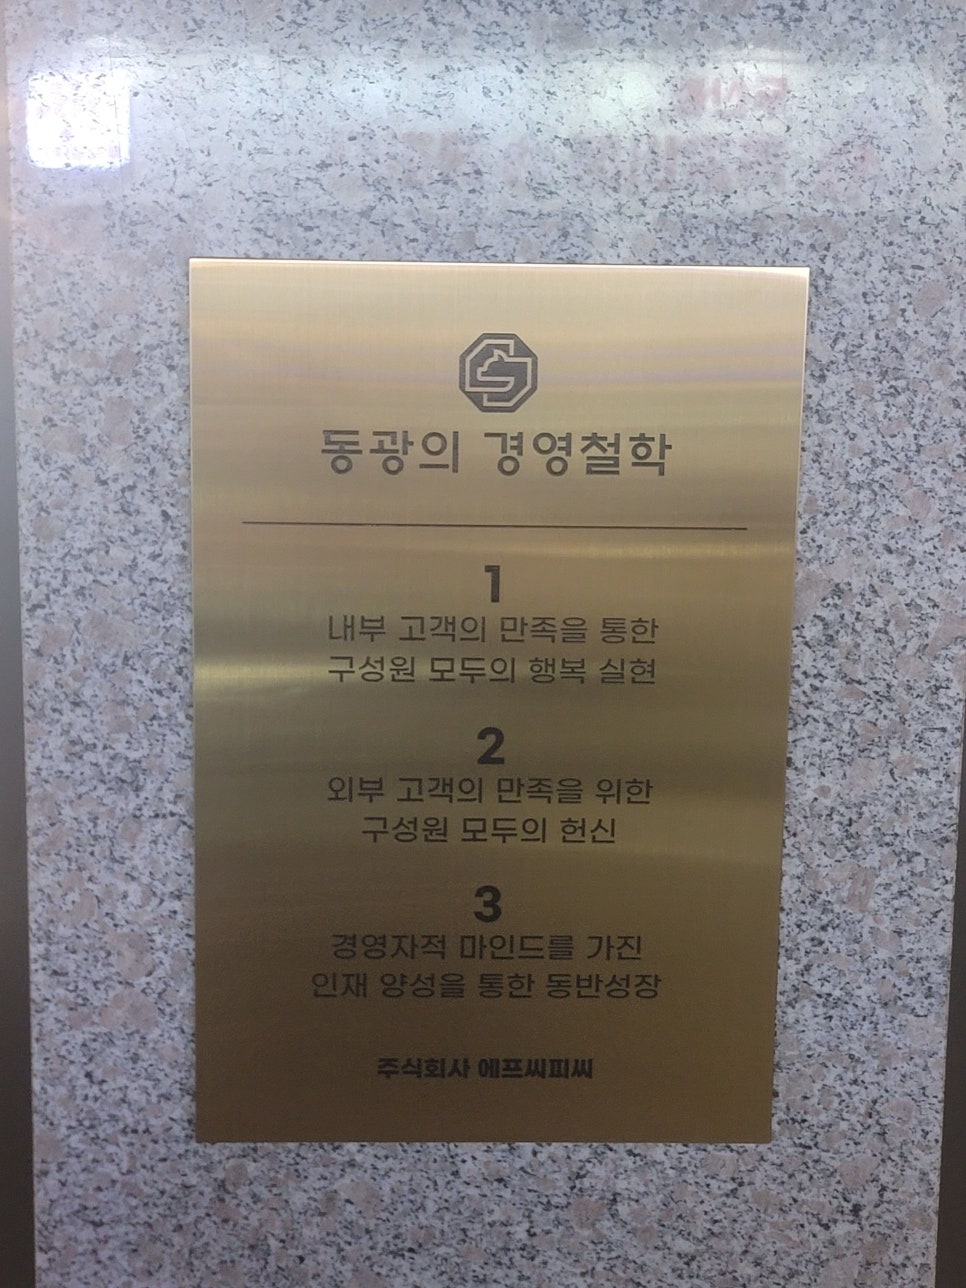 동광의 경영철학
1
내부 고객의 만족을 통한
구성원 모두의 행복 실현
2
외부 고객의 만족을 위한
구성원 모두의 헌신
3
경영자적 마인드를 가진
인재 양성을 통한 동반성장
주식회사 에프씨피씨